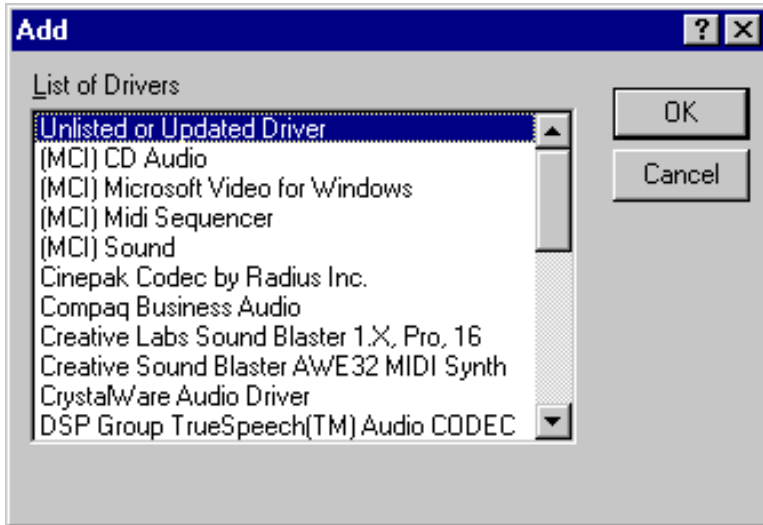 Add
List of Drivers
Unlisted or Updated Driver
(MCI) CD Audio
(MCI) Microsoft Video for Windows
(MCI) Midi Sequencer
(MCI) Sound
Cinepak Codec by Radius Inc.
Compaq Business Audio
Creative Labs Sound Blaster 1.X, Pro, 16
Creative Sound Blaster AWE32 MIDI Synth
CrystalWare Audio Driver
DSP Group TrueSpeech(TM) Audio CODEC
OK
Cancel